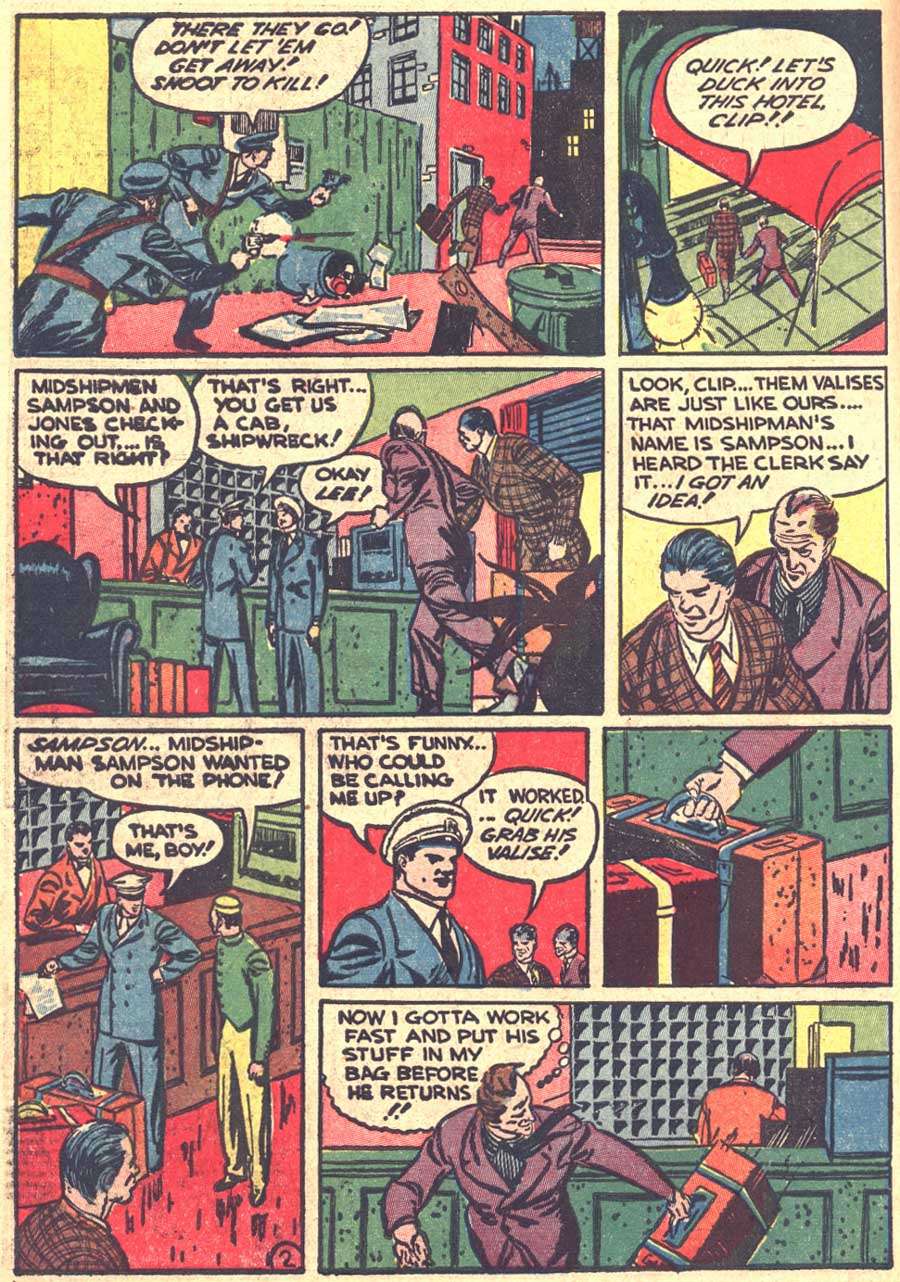 THERE THEY GO!
DON'T LET 'EM
GET AWAY!
SHOOT TO KILL!
QUICK! LET'S
DUCK INTO
THIS HOTEL,
CLIP!!
MIDSHIPMEN
SAMPSON AND
JONES CHECK-
ING OUT.... IS
THAT RIGHT?
THAT'S RIGHT...
YOU GET US
A CAB,
SHIPWRECK!
OKAY
LEE!
LOOK, CLIP....THEM VALISES
ARE JUST LIKE OURS....
THAT MIDSHIPMAN'S
NAME IS SAMPSON...I
HEARD THE CLERK SAY
IT...I GOT AN
IDEA!
SAMPSON... MIDSHIP-
MAN SAMPSON WANTED
ON THE PHONE!
THAT'S
ME, BOY!
THAT'S FUNNY...
WHO COULD
BE CALLING
ME UP?
IT WORKED
... QUICK!
GRAB HIS
VALISE!
NOW I GOTTA WORK
FAST AND PUT HIS
STUFF IN MY
BAG BEFORE
HE RETURNS
!!
2